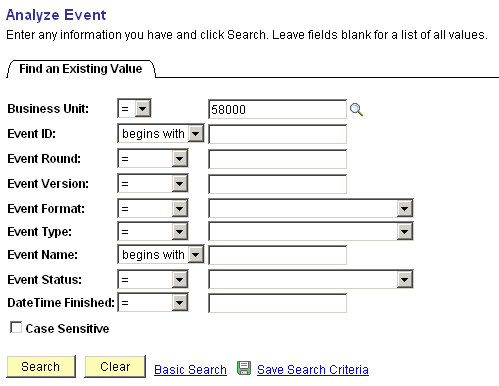 Analyze Event
Enter any information you have and click Search. Leave fields blank for a list of all values.
Find an Existing Value
Business Unit: = 58000
Event ID: begins with
Event Round: =
Event Version: =
Event Format: =
Event Type: =
Event Name: begins with
Event Status: =
DateTime Finished: =
Case Sensitive
Search Clear Basic Search Save Search Criteria